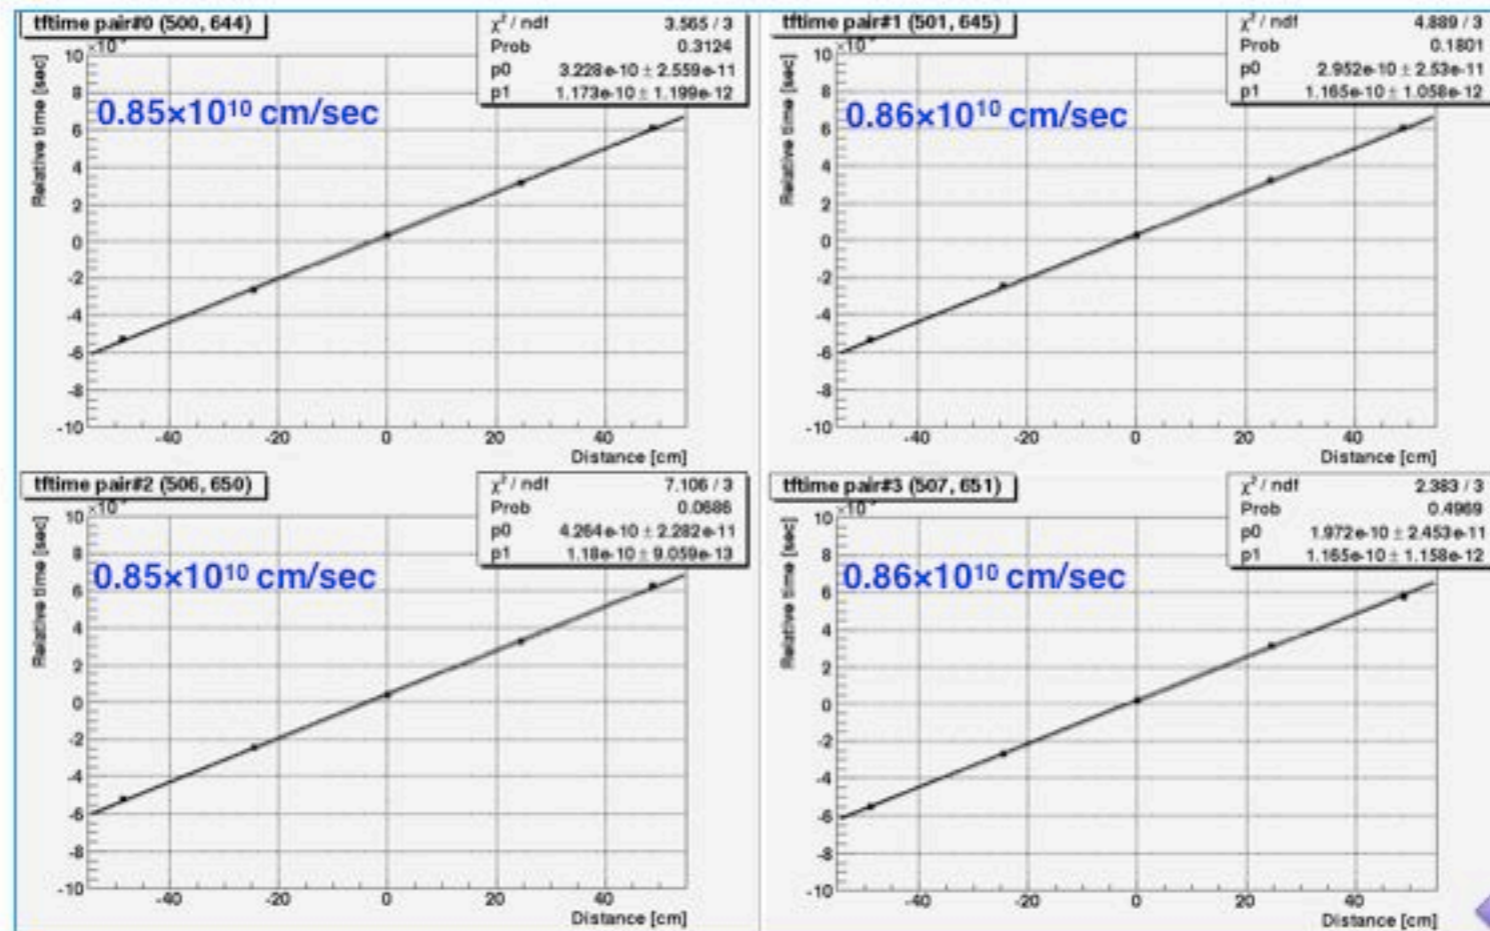 tftime pair#0 (500, 644)
χ² / ndf 3.565 / 3
Prob 0.3124
p0 3.228e-10 ± 2.559e-11
p1 1.173e-10 ± 1.199e-12
0.85×10¹⁰ cm/sec
Relative time [sec]
×10
10
8
6
4
2
0
-2
-4
-6
-8
-10
-40 -20 0 20 40
Distance [cm]
tftime pair#1 (501, 645)
χ² / ndf 4.889 / 3
Prob 0.1801
p0 2.952e-10 ± 2.53e-11
p1 1.165e-10 ± 1.058e-12
0.86×10¹⁰ cm/sec
Relative time [sec]
×10
10
8
6
4
2
0
-2
-4
-6
-8
-10
-40 -20 0 20 40
Distance [cm]
tftime pair#2 (506, 650)
χ² / ndf 7.106 / 3
Prob 0.0686
p0 4.264e-10 ± 2.282e-11
p1 1.18e-10 ± 9.059e-13
0.85×10¹⁰ cm/sec
Relative time [sec]
×10
10
8
6
4
2
0
-2
-4
-6
-8
-10
-40 -20 0 20 40
Distance [cm]
tftime pair#3 (507, 651)
χ² / ndf 2.383 / 3
Prob 0.4969
p0 1.972e-10 ± 2.453e-11
p1 1.165e-10 ± 1.158e-12
0.86×10¹⁰ cm/sec
Relative time [sec]
×10
10
8
6
4
2
0
-2
-4
-6
-8
-10
-40 -20 0 20 40
Distance [cm]